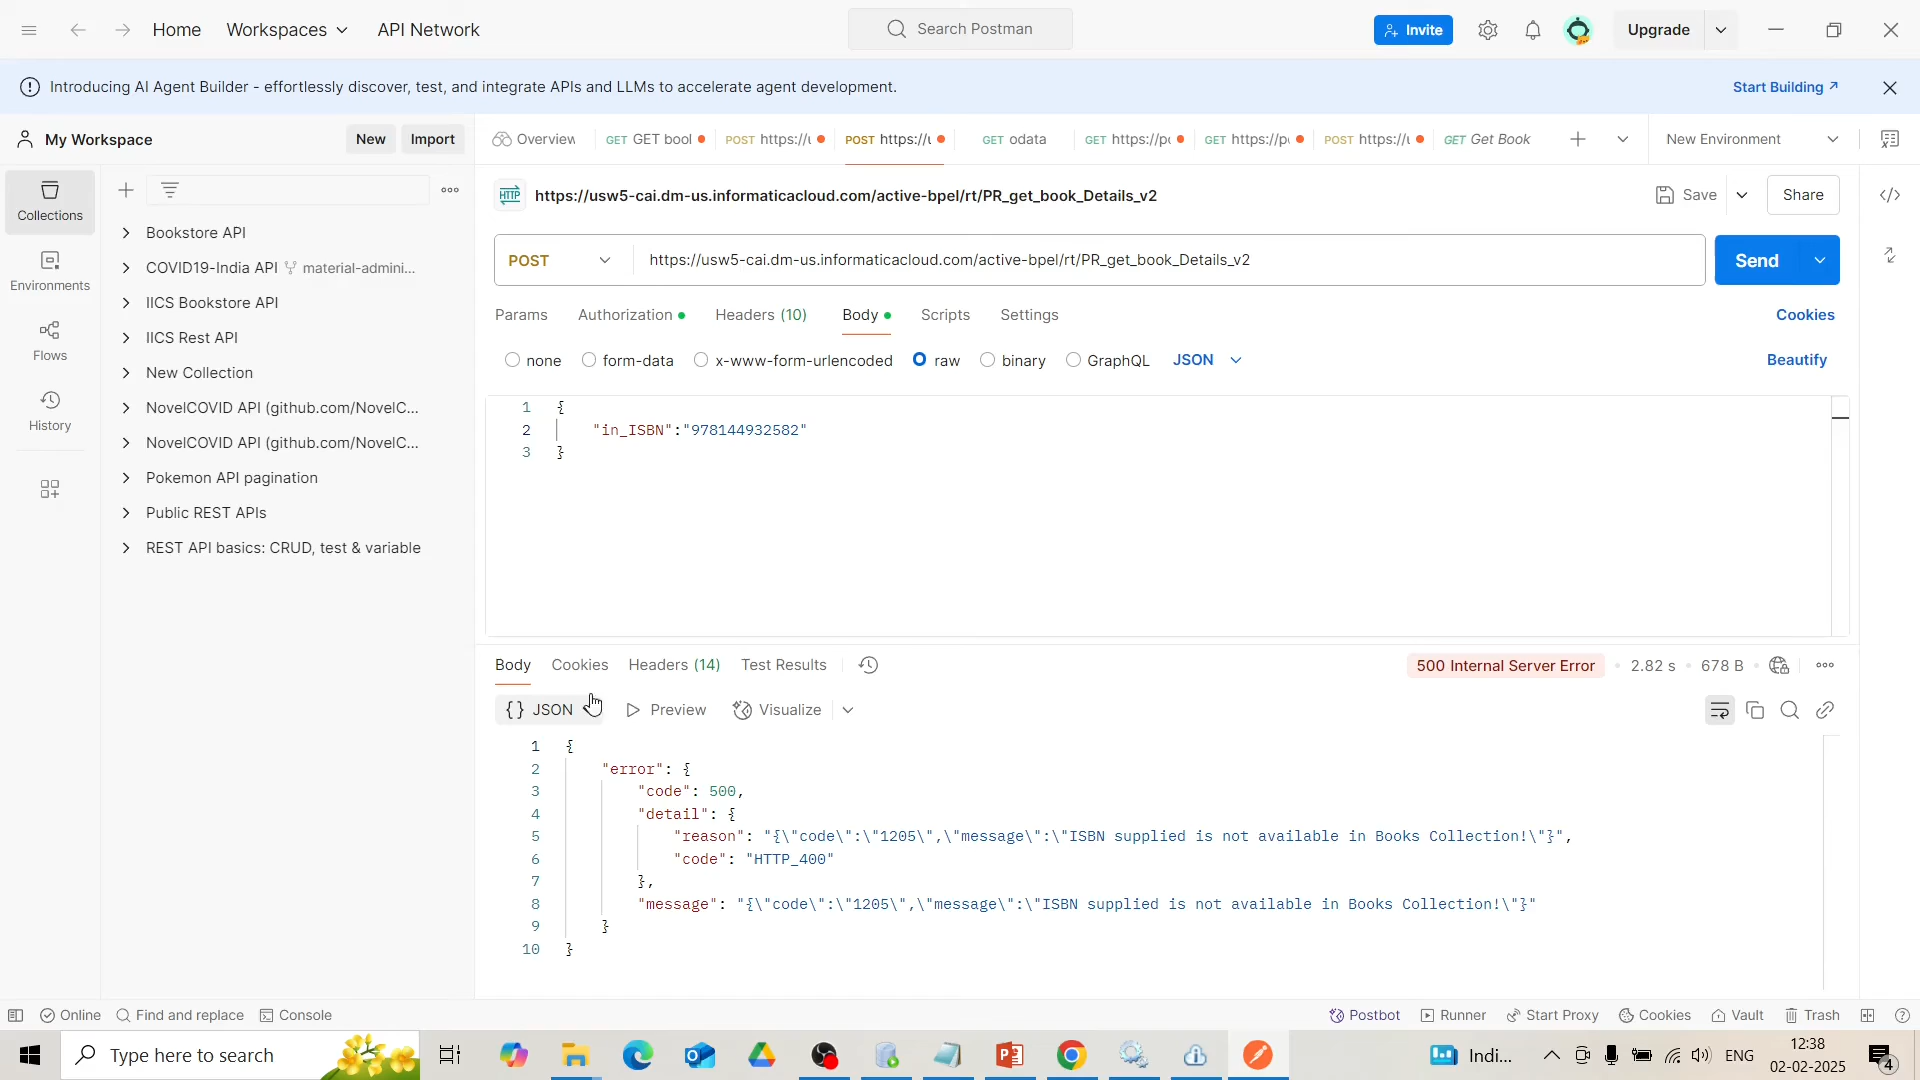 Home
Workspaces
API Network
Search Postman
Invite
Upgrade
Introducing AI Agent Builder - effortlessly discover, test, and integrate APIs and LLMs to accelerate agent development.
Start Building
My Workspace
New
Import
Overview
GET GET bool
POST https://u
POST https://u
GET odata
GET https://po
GET https://po
POST https://u
GET Get Book
New Environment
Collections
Environments
Flows
History
Bookstore API
COVID19-India API material-admini...
IICS Bookstore API
IICS Rest API
New Collection
NovelCOVID API (github.com/NovelC...
NovelCOVID API (github.com/NovelC...
Pokemon API pagination
Public REST APIs
REST API basics: CRUD, test & variable
HTTP https://usw5-cai.dm-us.informaticacloud.com/active-bpel/rt/PR_get_book_Details_v2
Save
Share
POST
https://usw5-cai.dm-us.informaticacloud.com/active-bpel/rt/PR_get_book_Details_v2
Send
Params
Authorization
Headers (10)
Body
Scripts
Settings
Cookies
none
form-data
x-www-form-urlencoded
raw
binary
GraphQL
JSON
Beautify
1 {
2 "in_ISBN":"978144932582"
3 }
Body
Cookies
Headers (14)
Test Results
500 Internal Server Error
2.82 s
678 B
{} JSON
Preview
Visualize
1 {
2 "error": {
3 "code": 500,
4 "detail": {
5 "reason": "{\"code\":\"1205\",\"message\":\"ISBN supplied is not available in Books Collection!\"}",
6 "code": "HTTP_400"
7 },
8 "message": "{\"code\":\"1205\",\"message\":\"ISBN supplied is not available in Books Collection!\"}"
9 }
10 }
Online
Find and replace
Console
Postbot
Runner
Start Proxy
Cookies
Vault
Trash
Type here to search
Indi...
ENG
12:38
02-02-2025
4